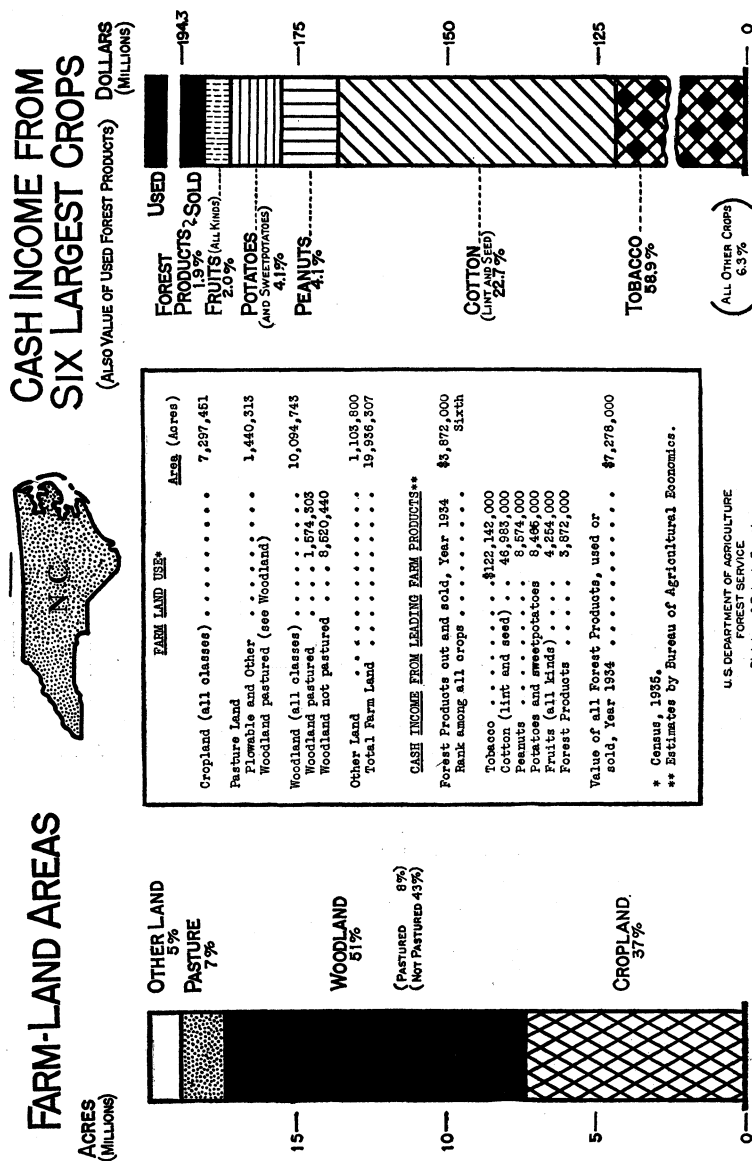 FARM-LAND AREAS
ACRES
(MILLIONS)
15
10
5
0
OTHER LAND
5%
PASTURE
7%
WOODLAND
51%
(PASTURED 8%)
(NOT PASTURED 43%)
CROPLAND.
37%
N.C.
FARM LAND USE*
Area (Acres)
Cropland (all classes) . . . . . . . . . . 7,297,451
Pasture Land
Plowable and Other . . . . . . . . . 1,440,313
Woodland pastured (see Woodland)
Woodland (all classes) . . . . . . . . . . 10,094,743
Woodland pastured . . . . . 1,574,303
Woodland not pastured . . . 8,520,440
Other Land . . . . . . . . . . . . . . . 1,103,800
Total Farm Land . . . . . . . . . . . 19,936,307
CASH INCOME FROM LEADING FARM PRODUCTS**
Forest Products cut and sold, Year 1934 $3,872,000
Rank among all crops . . . . . . . . . Sixth
Tobacco . . . . . . . . . $122,142,000
Cotton (lint and seed) . . 46,983,000
Peanuts . . . . . . . . . 8,574,000
Potatoes and sweetpotatoes
Fruits (all kinds) . . . . 4,254,000
Forest Products . . . . . 3,872,000
Value of all Forest Products, used or
sold, Year 1934 . . . . . . . . . . . $7,278,000
* Census, 1935.
** Estimates by Bureau of Agricultural Economics.
U.S. DEPARTMENT OF AGRICULTURE
FOREST SERVICE
CASH INCOME FROM
SIX LARGEST CROPS
(ALSO VALUE OF USED FOREST PRODUCTS)
DOLLARS
(MILLIONS)
194.3
175
150
125
0
FOREST
PRODUCTS
USED
SOLD
1.9%
FRUITS (ALL KINDS)
2.0%
POTATOES
(AND SWEETPOTATOES)
4.1%
PEANUTS
4.1%
COTTON
(LINT AND SEED)
22.7%
TOBACCO
58.9%
(ALL OTHER CROPS
6.3%)